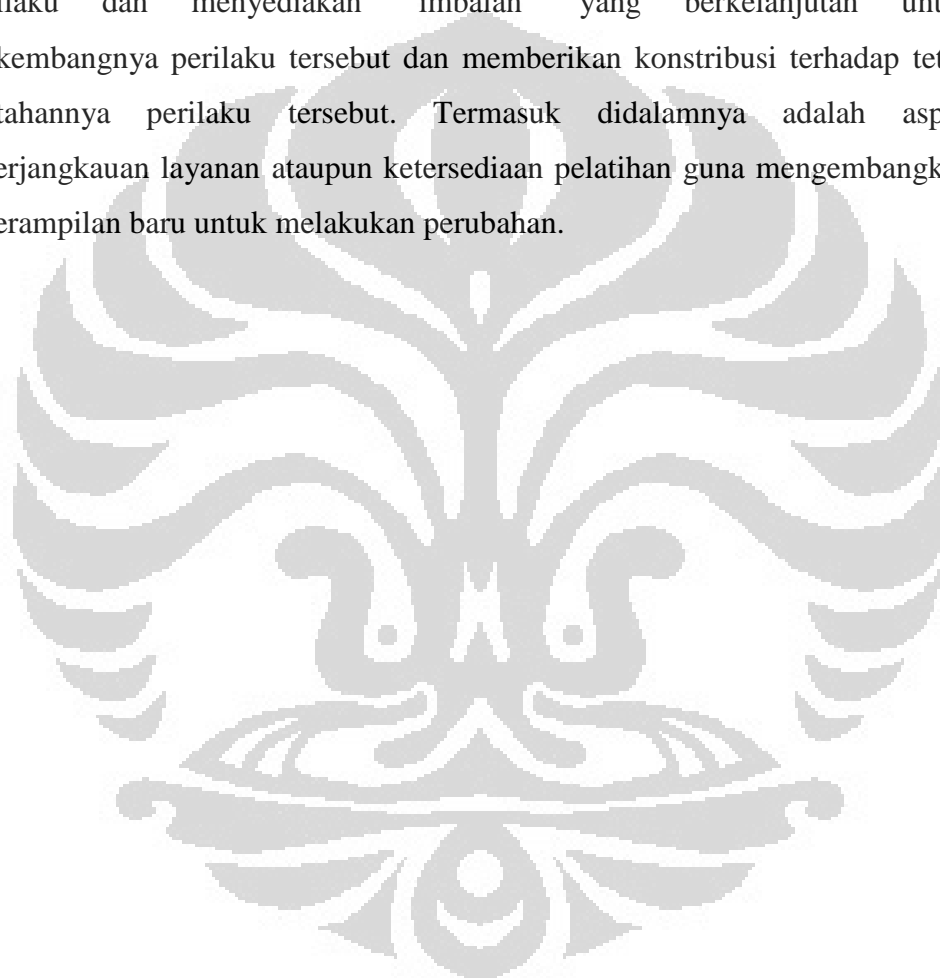 ilaku dan menyediakan imbalan yang berkelanjutan unt
kembangnya perilaku tersebut dan memberikan konstribusi terhadap tet
tahannya perilaku tersebut. Termasuk didalamnya adalah asp
erjangkauan layanan ataupun ketersediaan pelatihan guna mengembangk
erampilan baru untuk melakukan perubahan.